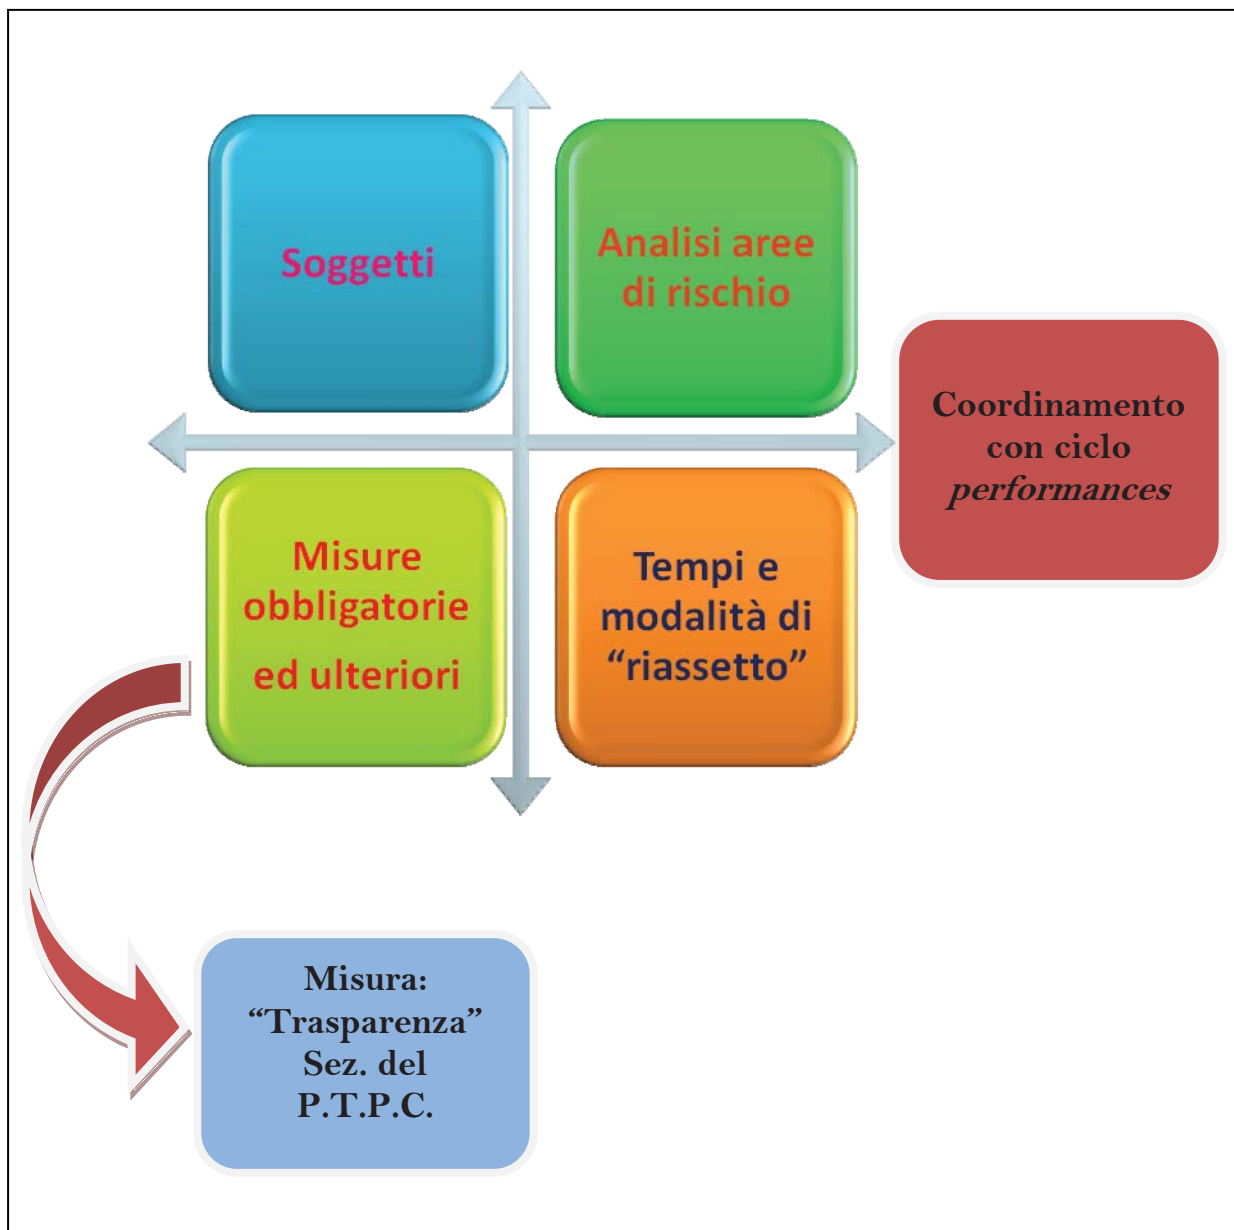 Soggetti
Analisi aree
di rischio
Coordinamento
con ciclo
performances
Misure
obbligatorie
ed ulteriori
Tempi e
modalità di
“riassetto”
Misura:
“Trasparenza”
Sez. del
P.T.P.C.